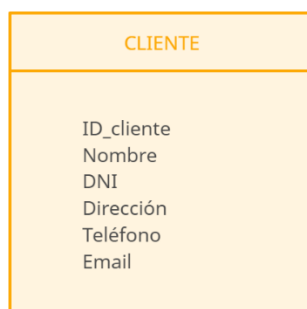 CLIENTE
ID_cliente
Nombre
DNI
Dirección
Teléfono
Email